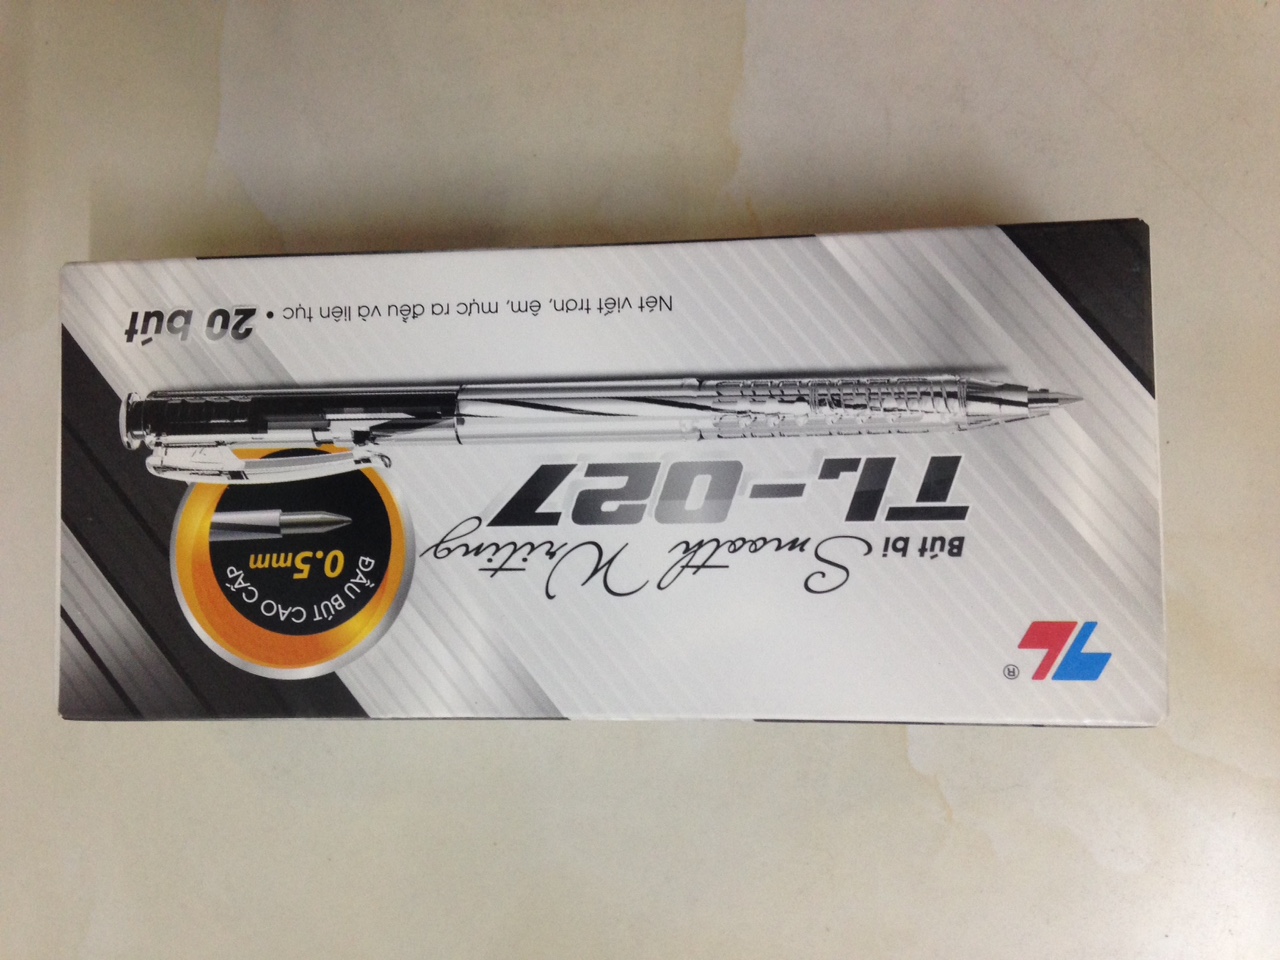 TL ®
Bút bi Smooth Writing
TL-027
ĐẦU BÚT CAO CẤP
0.5mm
Nét viết trơn, êm, mực ra đều và liên tục • 20 bút